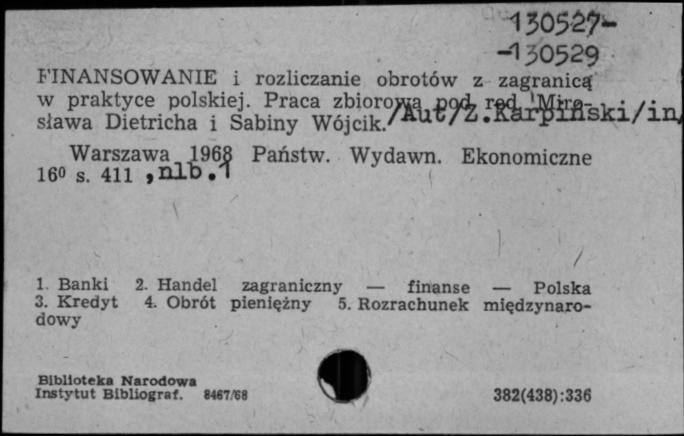 130527-
-130529
FINANSOWANIE i rozliczanie obrotów z zagranicą
w praktyce polskiej. Praca zbiorowa pod red. Miro-
sława Dietricha i Sabiny Wójcik. /Aut/Z.Karpiński/in
Warszawa 1968 Państw. Wydawn. Ekonomiczne
16⁰ s. 411 ,nlb.1
1. Banki 2. Handel zagraniczny — finanse — Polska
3. Kredyt 4. Obrót pieniężny 5. Rozrachunek międzynaro-
dowy
Biblioteka Narodowa
Instytut Bibliograf. 8467/68 382(438):336